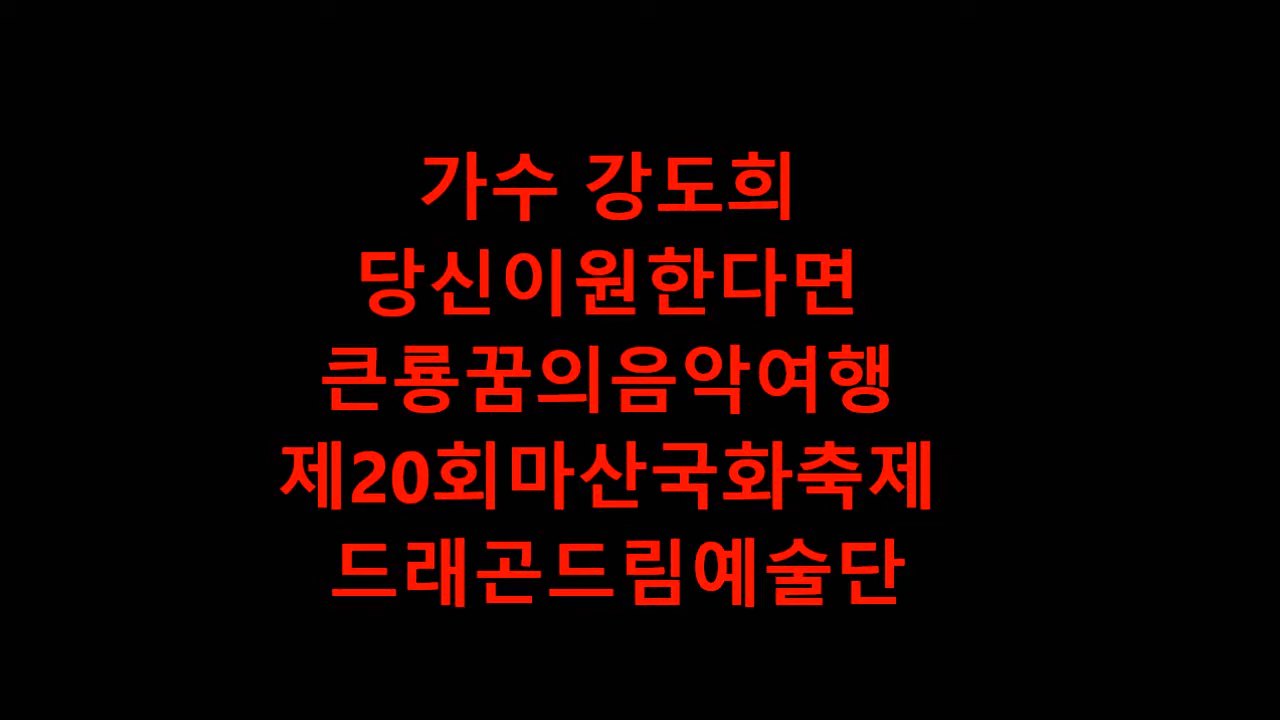 가수 강도희
당신이원한다면
큰룡꿈의음악여행
제20회마산국화축제
드래곤드림예술단